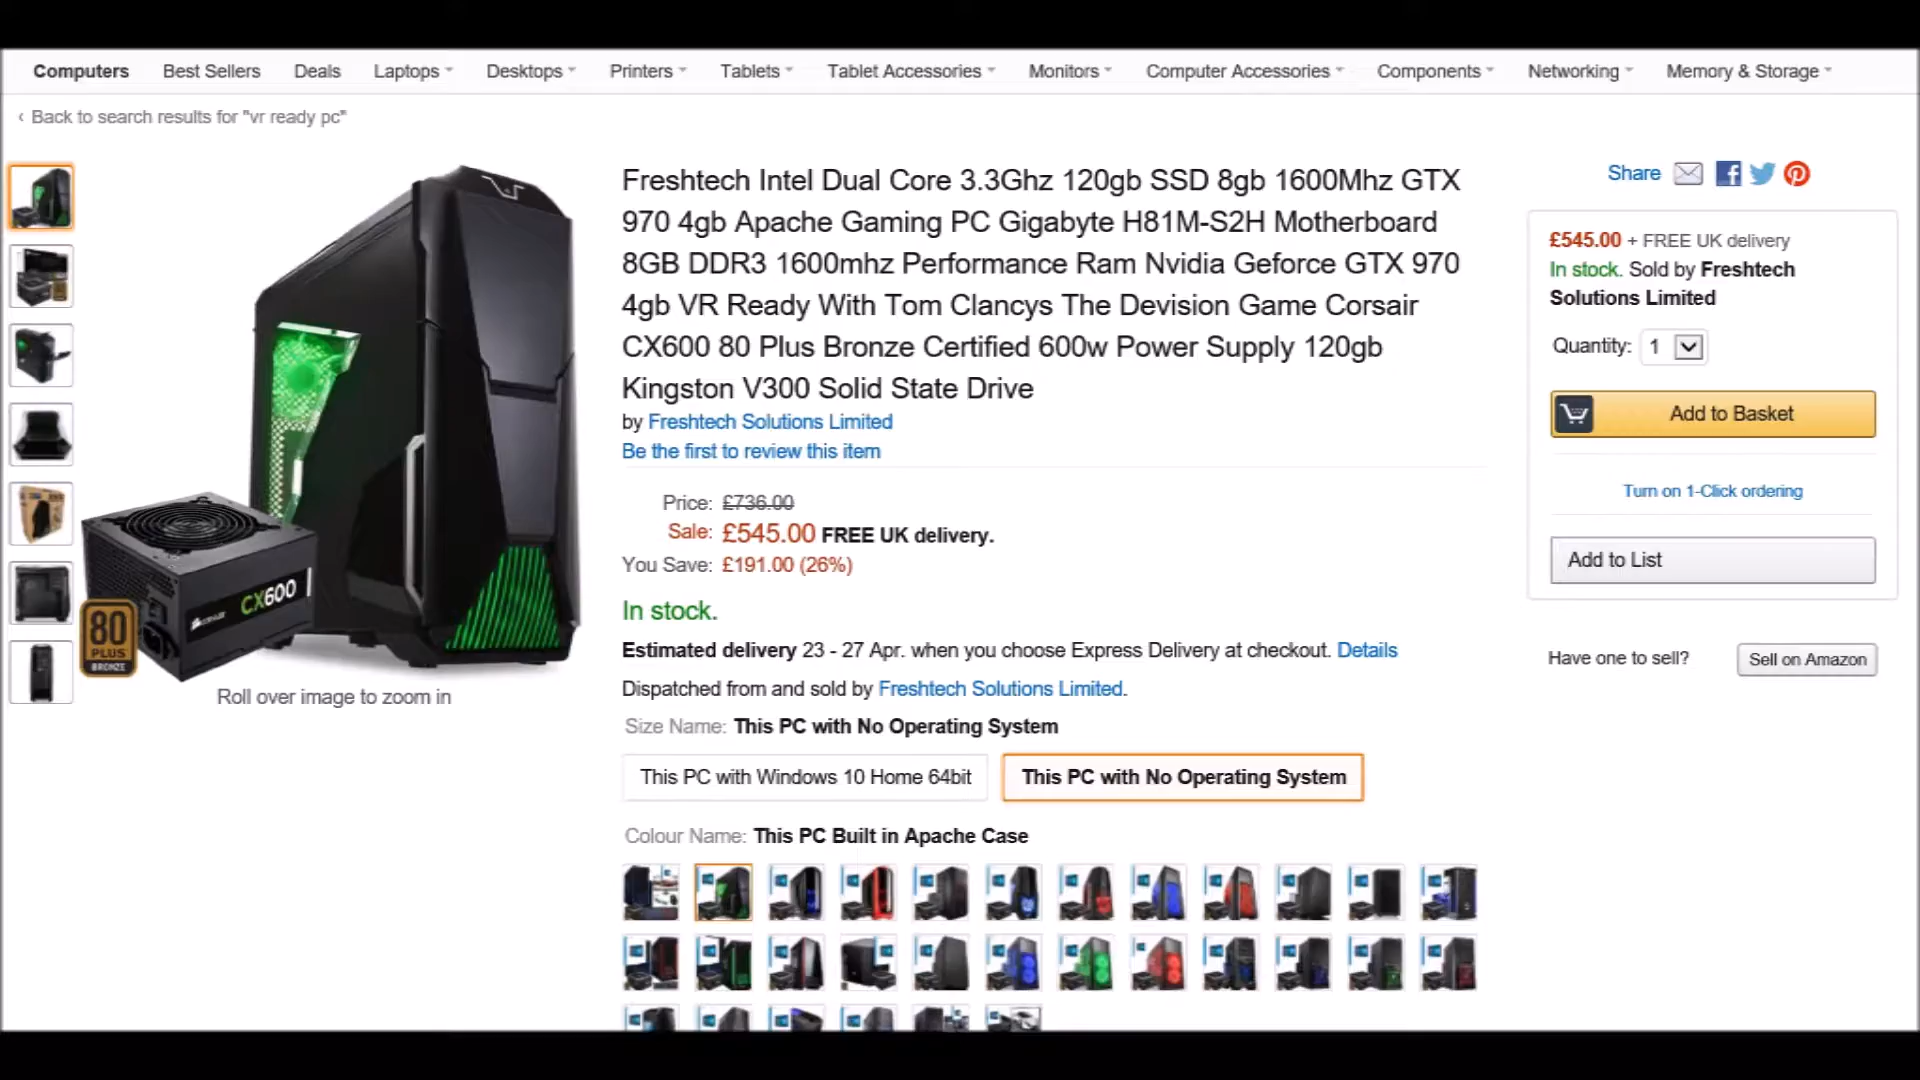 Computers Best Sellers Deals Laptops Desktops Printers Tablets Tablet Accessories Monitors Computer Accessories Components Networking Memory & Storage
‹ Back to search results for "vr ready pc"
Freshtech Intel Dual Core 3.3Ghz 120gb SSD 8gb 1600Mhz GTX
970 4gb Apache Gaming PC Gigabyte H81M-S2H Motherboard
8GB DDR3 1600mhz Performance Ram Nvidia Geforce GTX 970
4gb VR Ready With Tom Clancys The Devision Game Corsair
CX600 80 Plus Bronze Certified 600w Power Supply 120gb
Kingston V300 Solid State Drive
by Freshtech Solutions Limited
Be the first to review this item
Price: £736.00
Sale: £545.00 FREE UK delivery.
You Save: £191.00 (26%)
In stock.
Estimated delivery 23 - 27 Apr. when you choose Express Delivery at checkout. Details
Dispatched from and sold by Freshtech Solutions Limited.
Size Name: This PC with No Operating System
This PC with Windows 10 Home 64bit
This PC with No Operating System
Colour Name: This PC Built in Apache Case
CX600
80
PLUS
BRONZE
Roll over image to zoom in
Share
£545.00 + FREE UK delivery
In stock. Sold by Freshtech
Solutions Limited
Quantity: 1
Add to Basket
Turn on 1-Click ordering
Add to List
Have one to sell? Sell on Amazon